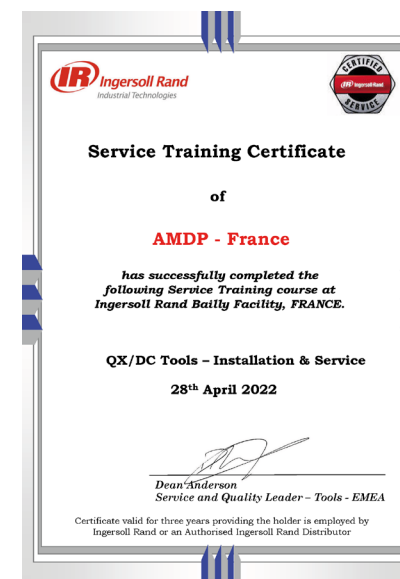 IR Ingersoll Rand
Industrial Technologies
CERTIFIED
IR Ingersoll Rand
SERVICE
Service Training Certificate
of
AMDP - France
has successfully completed the
following Service Training course at
Ingersoll Rand Bailly Facility, FRANCE.
QX/DC Tools – Installation & Service
28th April 2022
Dean Anderson
Service and Quality Leader – Tools - EMEA
Certificate valid for three years providing the holder is employed by
Ingersoll Rand or an Authorised Ingersoll Rand Distributor